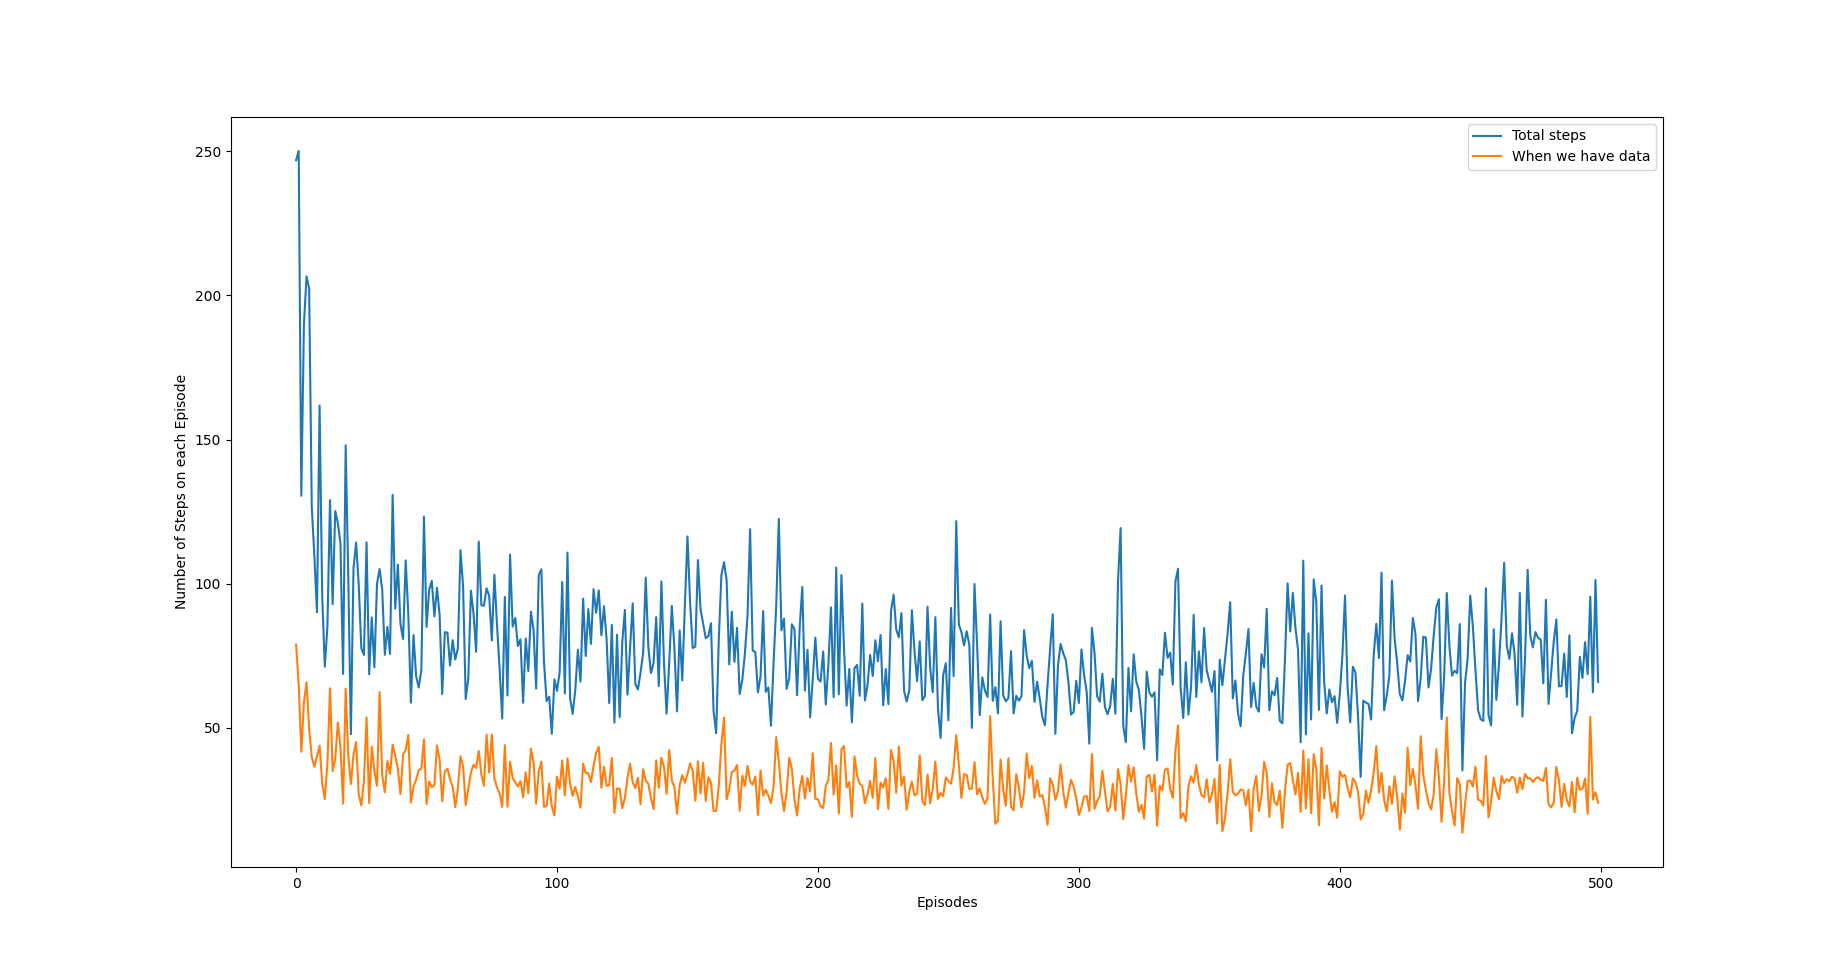 Total steps
When we have data
250
200
150
100
50
Number of Steps on each Episode
0 100 200 300 400 500
Episodes